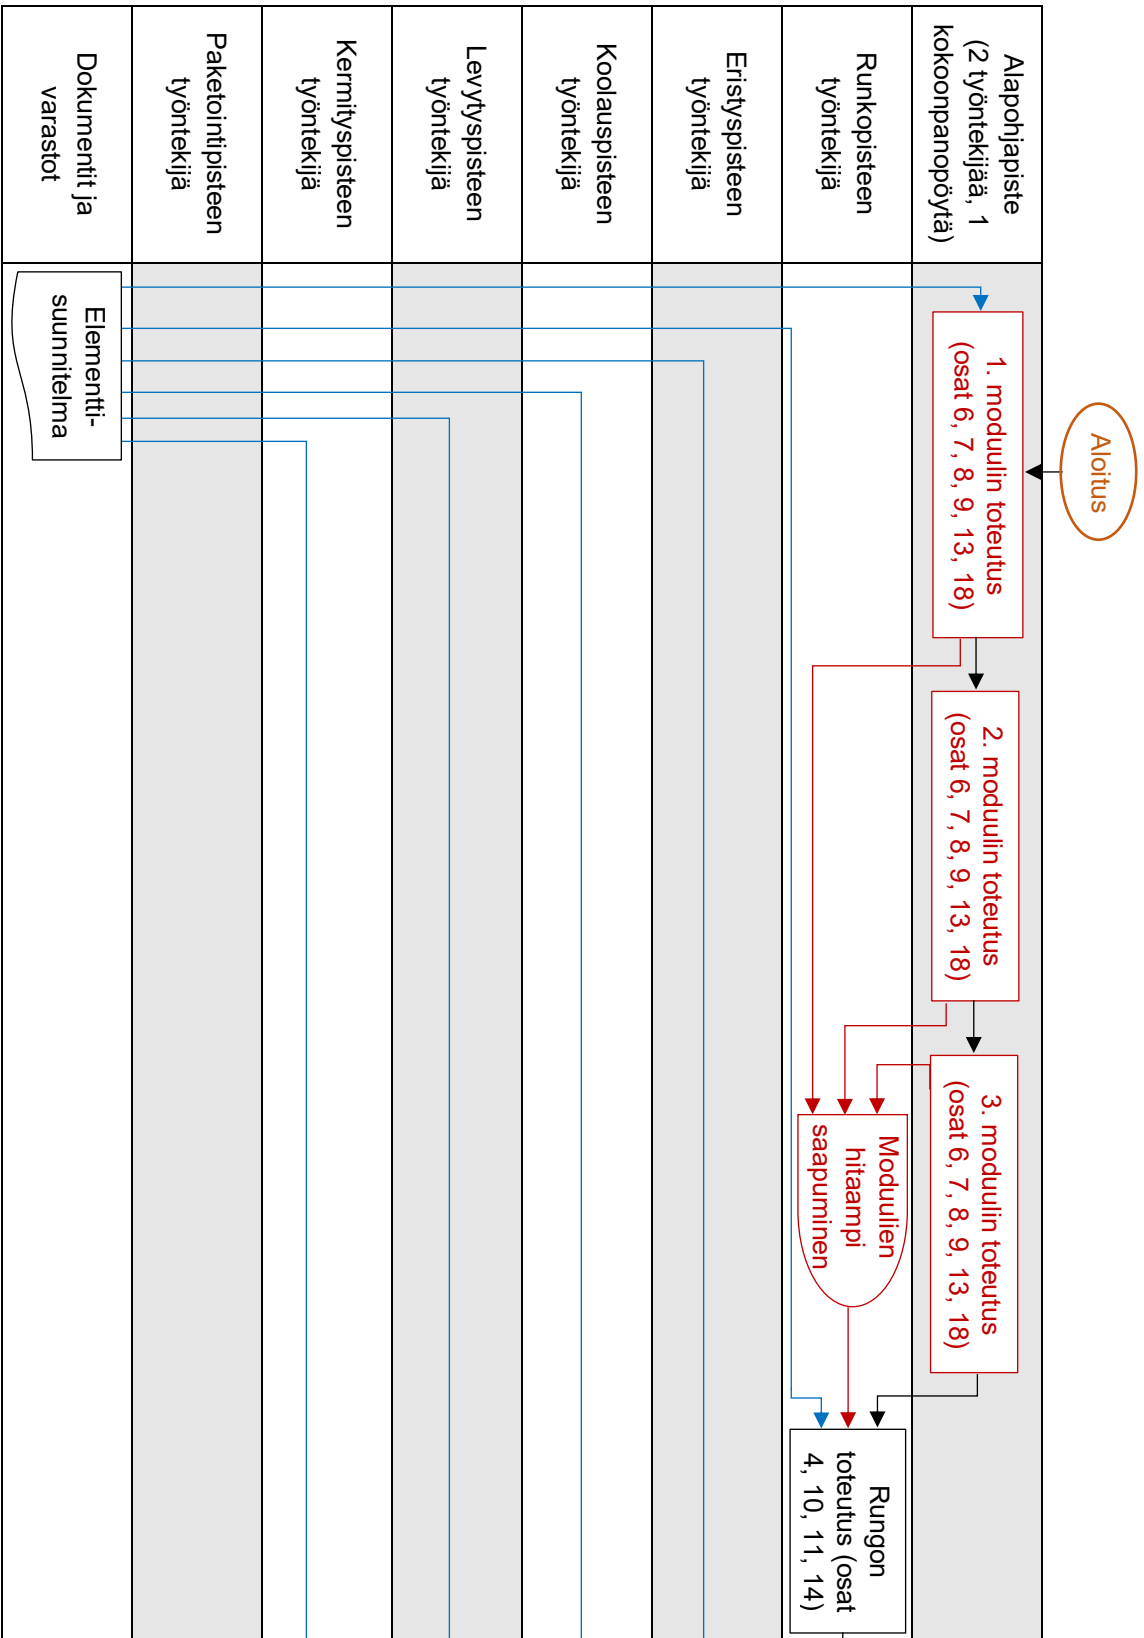 Aloitus
Alapohjapiste
(2 työntekijää, 1
kokoonpanopöytä)
1. moduulin toteutus
(osat 6, 7, 8, 9, 13, 18)
2. moduulin toteutus
(osat 6, 7, 8, 9, 13, 18)
3. moduulin toteutus
(osat 6, 7, 8, 9, 13, 18)
Runkopisteen
työntekijä
Moduulien
hitaampi
saapuminen
Rungon
toteutus (osat
4, 10, 11, 14)
Eristyspisteen
työntekijä
Koolauspisteen
työntekijä
Levytyspisteen
työntekijä
Kermityspisteen
työntekijä
Paketointipisteen
työntekijä
Dokumentit ja
varastot
Elementti-
suunnitelma